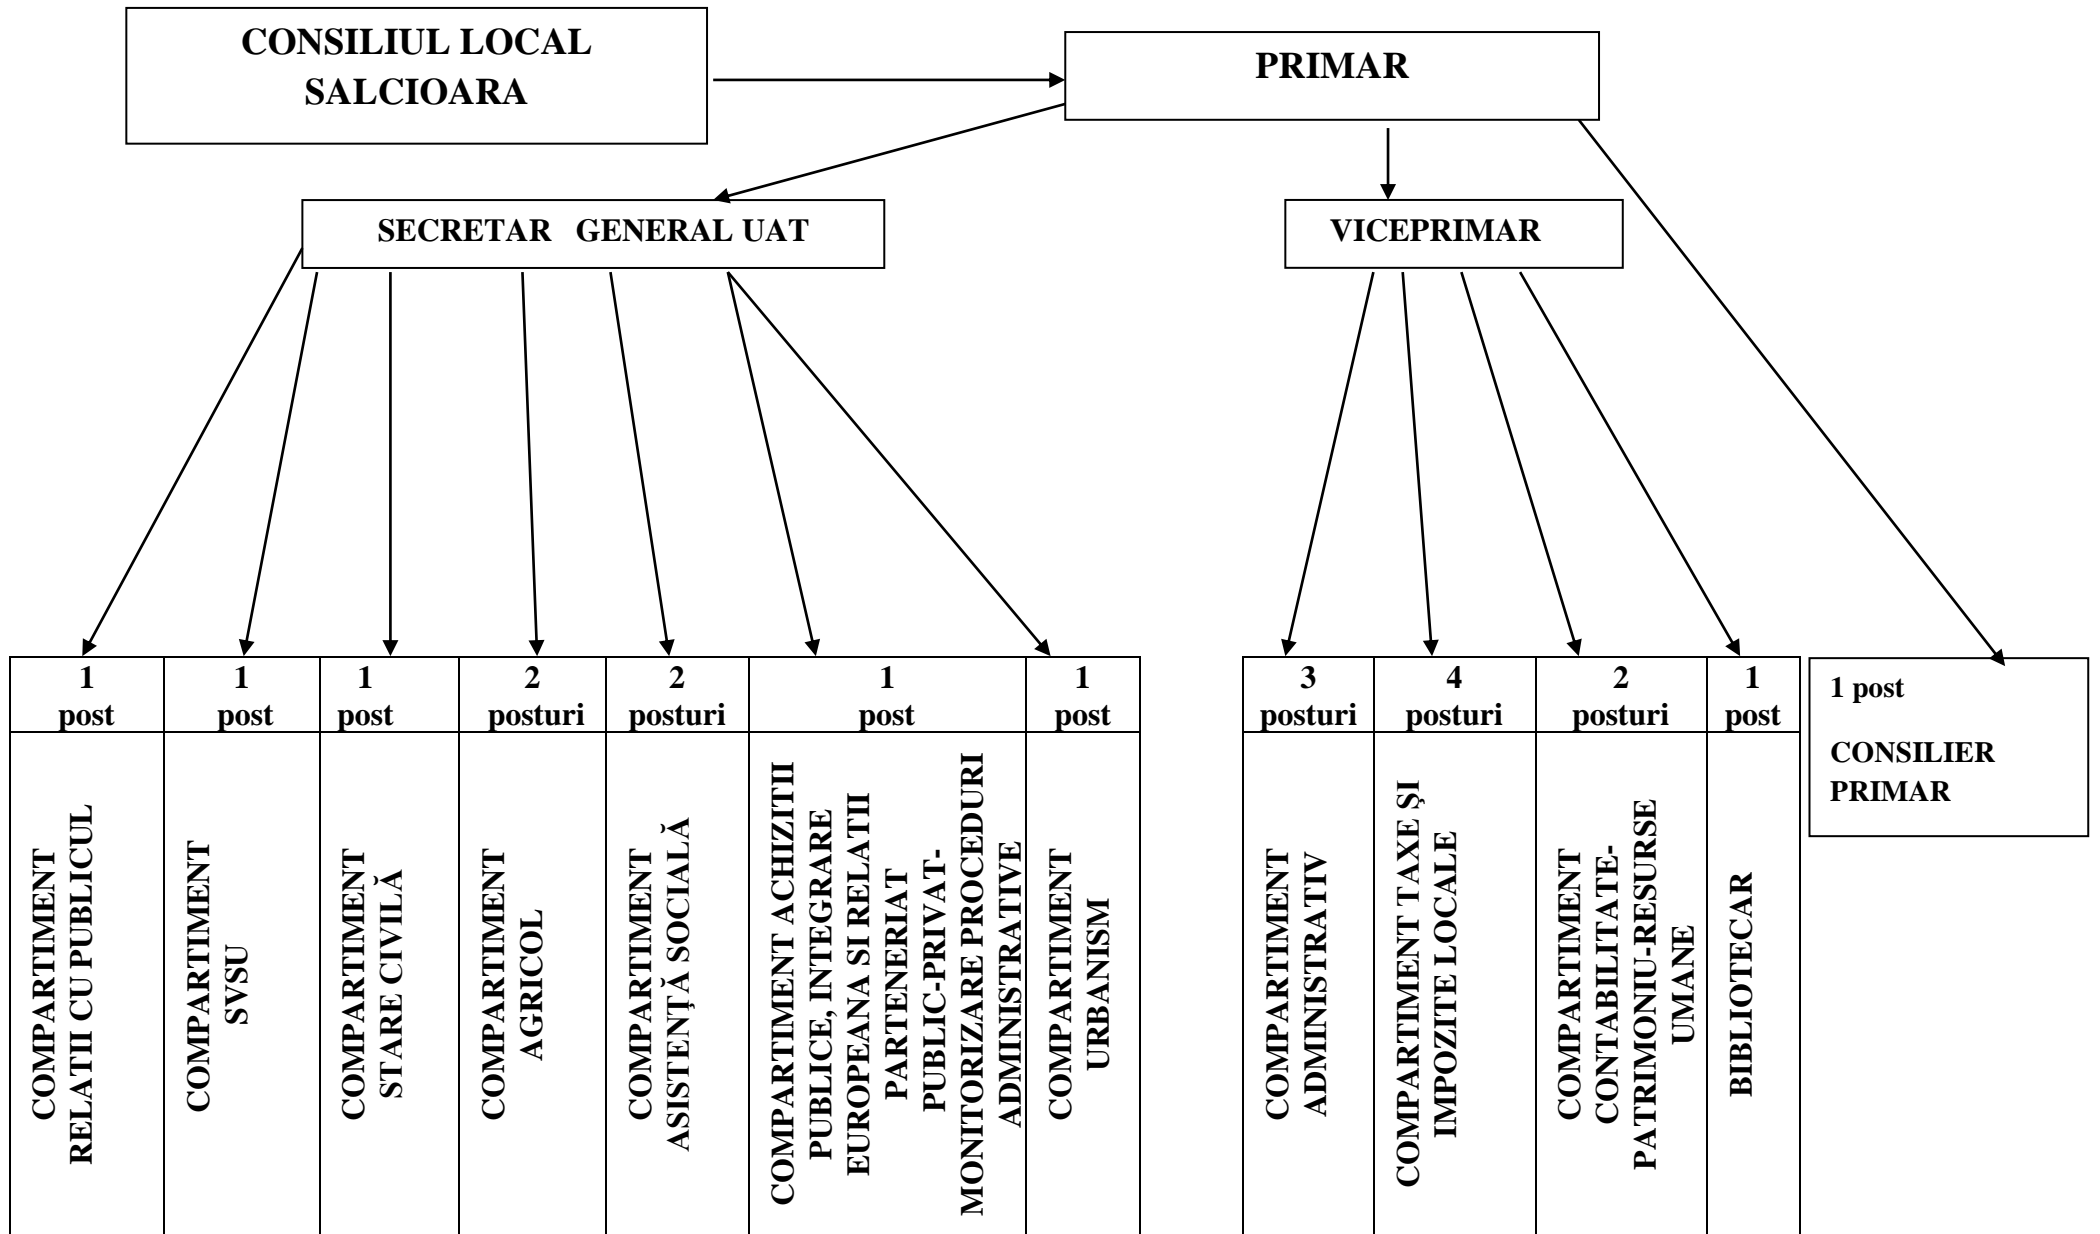 CONSILIUL LOCAL
SALCIOARA
PRIMAR
SECRETAR GENERAL UAT
VICEPRIMAR
1
post
1
post
1
post
2
posturi
2
posturi
1
post
1
post
3
posturi
4
posturi
2
posturi
1
post
1 post
CONSILIER
PRIMAR
COMPARTIMENT
RELATII CU PUBLICUL
COMPARTIMENT
SVSU
COMPARTIMENT
STARE CIVILĂ
COMPARTIMENT
AGRICOL
COMPARTIMENT
ASISTENŢĂ SOCIALĂ
COMPARTIMENT ACHIZITII
PUBLICE, INTEGRARE
EUROPEANA SI RELATII
PARTENERIAT
PUBLIC-PRIVAT-
MONITORIZARE PROCEDURI
ADMINISTRATIVE
COMPARTIMENT
URBANISM
COMPARTIMENT
ADMINISTRATIV
COMPARTIMENT TAXE ŞI
IMPOZITE LOCALE
COMPARTIMENT
CONTABILITATE-
PATRIMONIU-RESURSE
UMANE
BIBLIOTECAR